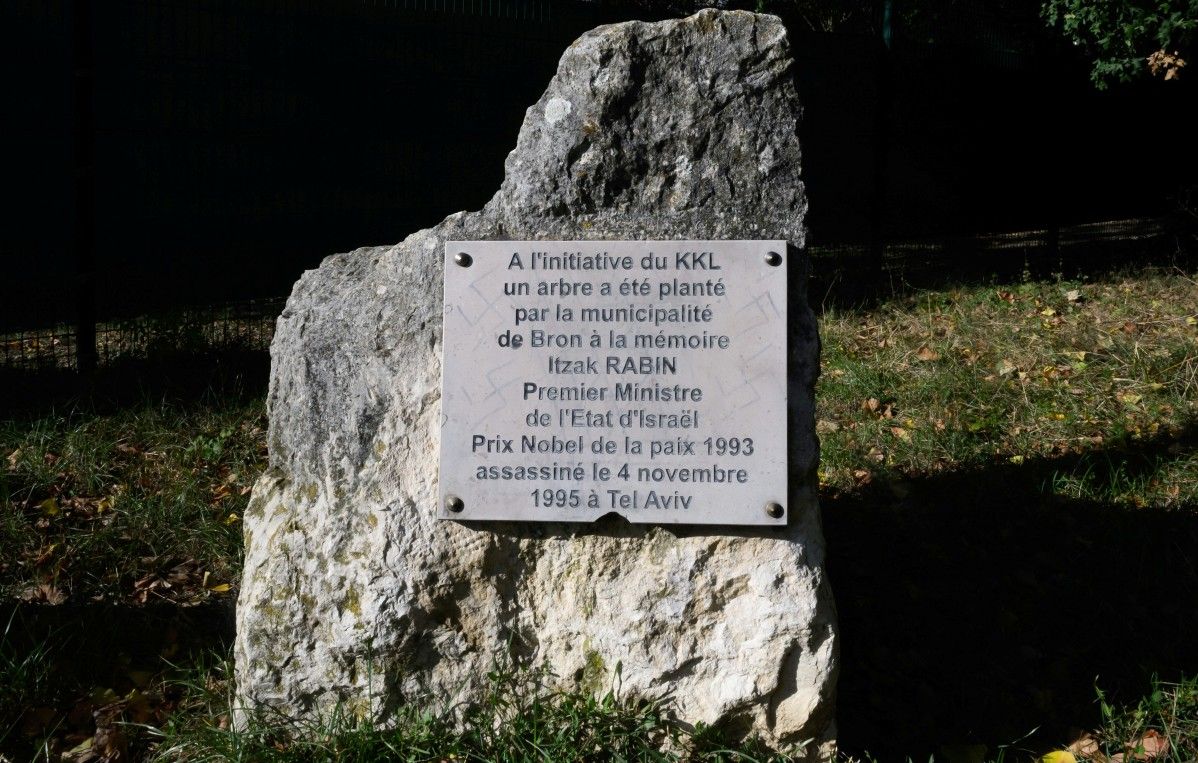 A l'initiative du KKL
un arbre a été planté
par la municipalité
de Bron à la mémoire
Itzak RABIN
Premier Ministre
de l'Etat d'Israël
Prix Nobel de la paix 1993
assassiné le 4 novembre
1995 à Tel Aviv